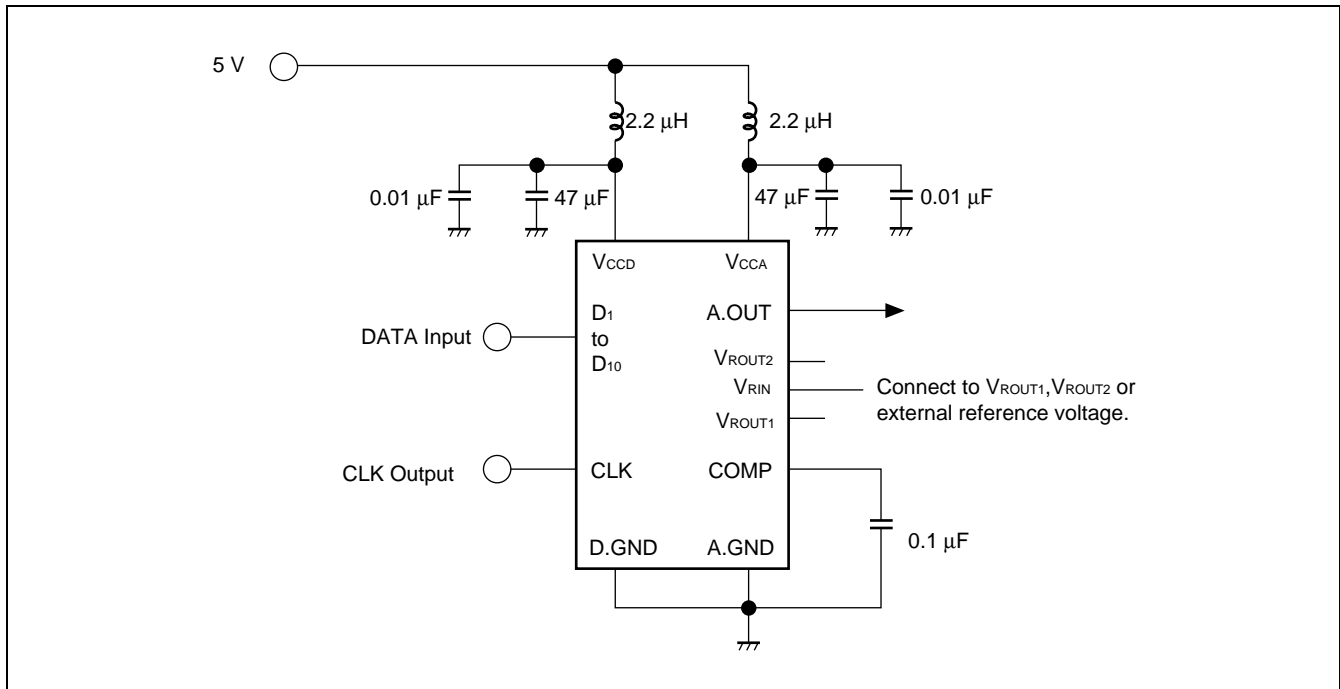 5 V
2.2 μH
2.2 μH
0.01 μF
47 μF
47 μF
0.01 μF
VCCD
VCCA
D1
to
D10
A.OUT
DATA Input
VROUT2
VRIN
Connect to VROUT1,VROUT2 or
external reference voltage.
VROUT1
CLK Output
CLK
COMP
0.1 μF
D.GND
A.GND